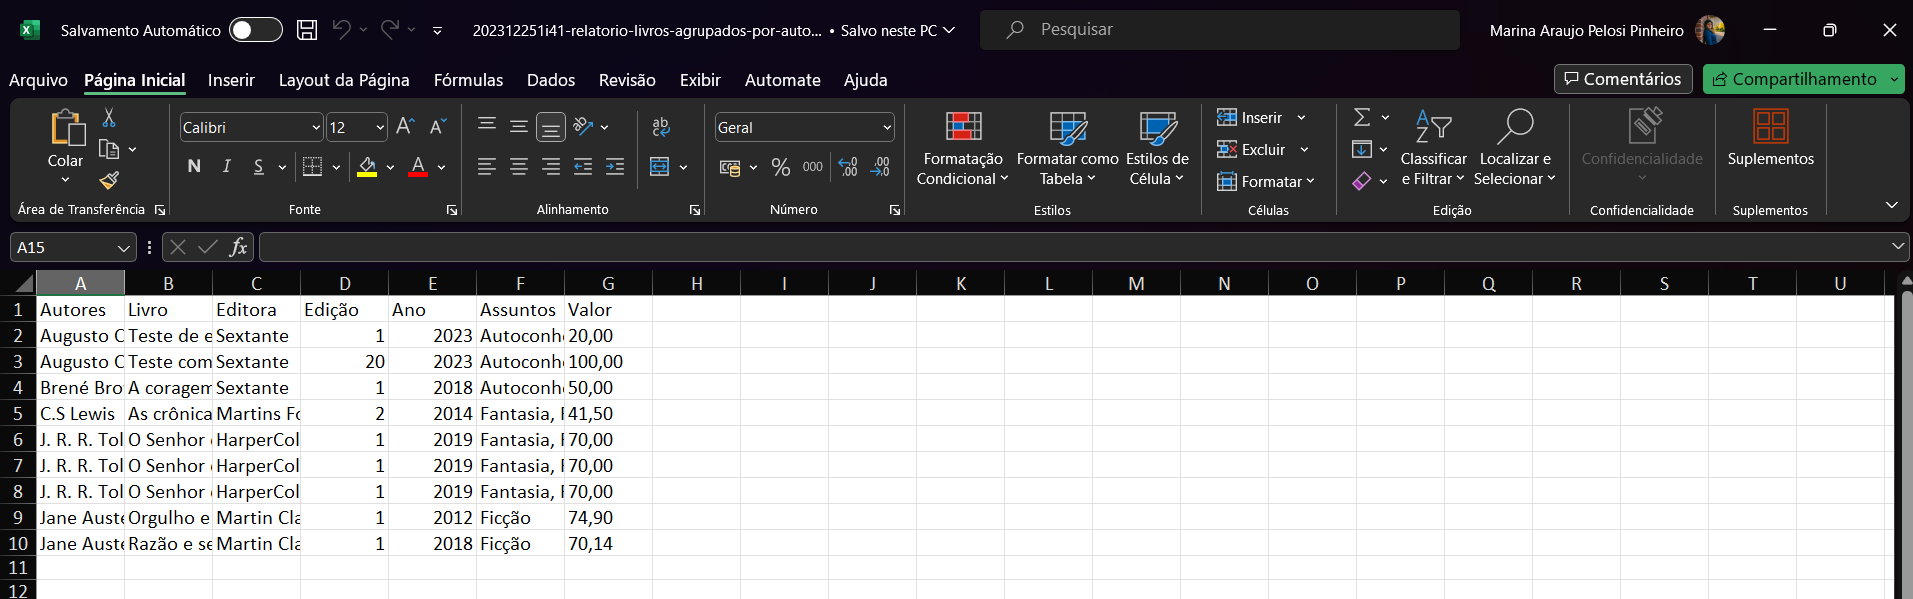 Salvamento Automático 202312251i41-relatorio-livros-agrupados-por-auto... • Salvo neste PC Pesquisar Marina Araujo Pelosi Pinheiro
Arquivo Página Inicial Inserir Layout da Página Fórmulas Dados Revisão Exibir Automate Ajuda Comentários Compartilhamento
Colar
Área de Transferência
Calibri 12
N I S A
Fonte
ab
Alinhamento
Geral
% 000 ,00 ,00
Número
Formatação Condicional
Formatar como Tabela
Estilos de Célula
Estilos
Inserir
Excluir
Formatar
Células
Classificar e Filtrar
Localizar e Selecionar
Edição
Confidencialidade
Confidencialidade
Suplementos
Suplementos
A15 fx
A B C D E F G H I J K L M N O P Q R S T U
1 Autores Livro Editora Edição Ano Assuntos Valor
2 Augusto C Teste de e Sextante 1 2023 Autoconhe 20,00
3 Augusto C Teste com Sextante 20 2023 Autoconhe 100,00
4 Brené Bro A coragem Sextante 1 2018 Autoconhe 50,00
5 C.S Lewis As crônica Martins Fo 2 2014 Fantasia, F 41,50
6 J. R. R. Tol O Senhor HarperCol 1 2019 Fantasia, F 70,00
7 J. R. R. Tol O Senhor HarperCol 1 2019 Fantasia, F 70,00
8 J. R. R. Tol O Senhor HarperCol 1 2019 Fantasia, F 70,00
9 Jane Auste Orgulho e Martin Cla 1 2012 Ficção 74,90
10 Jane Auste Razão e se Martin Cla 1 2018 Ficção 70,14
11
12